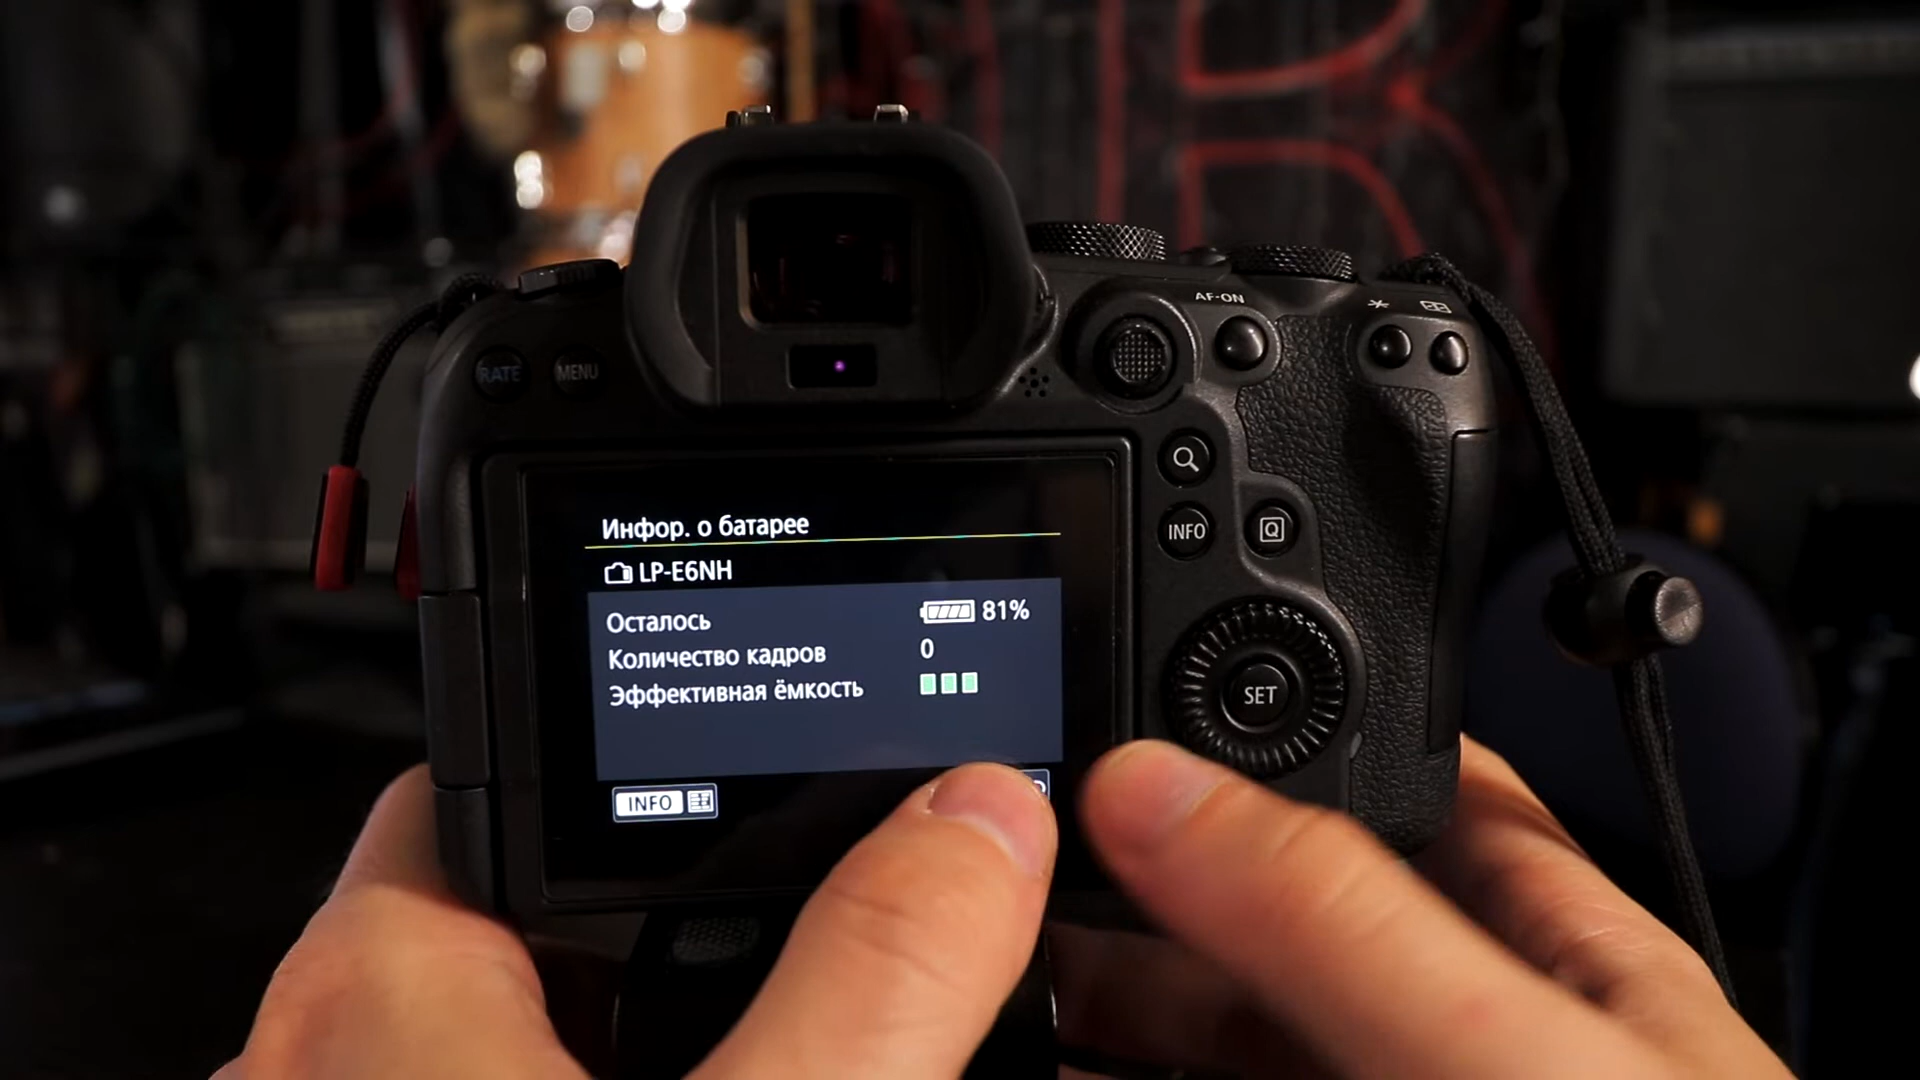 AF-ON
RATE
MENU
INFO
Q
SET
Инфор. о батарее
LP-E6NH
Осталось 81%
Количество кадров 0
Эффективная ёмкость
INFO